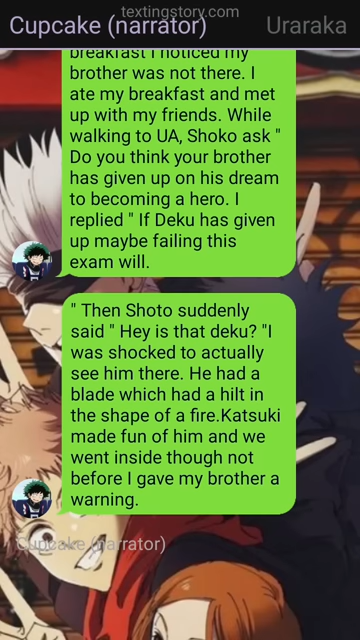 textingstory.com
Cupcake (narrator) Uraraka
breakfast I noticed my
brother was not there. I
ate my breakfast and met
up with my friends. While
walking to UA, Shoko ask "
Do you think your brother
has given up on his dream
to becoming a hero. I
replied " If Deku has given
up maybe failing this
exam will.
" Then Shoto suddenly
said " Hey is that deku? "I
was shocked to actually
see him there. He had a
blade which had a hilt in
the shape of a fire.Katsuki
made fun of him and we
went inside though not
before I gave my brother a
warning.
Cupcake (narrator)